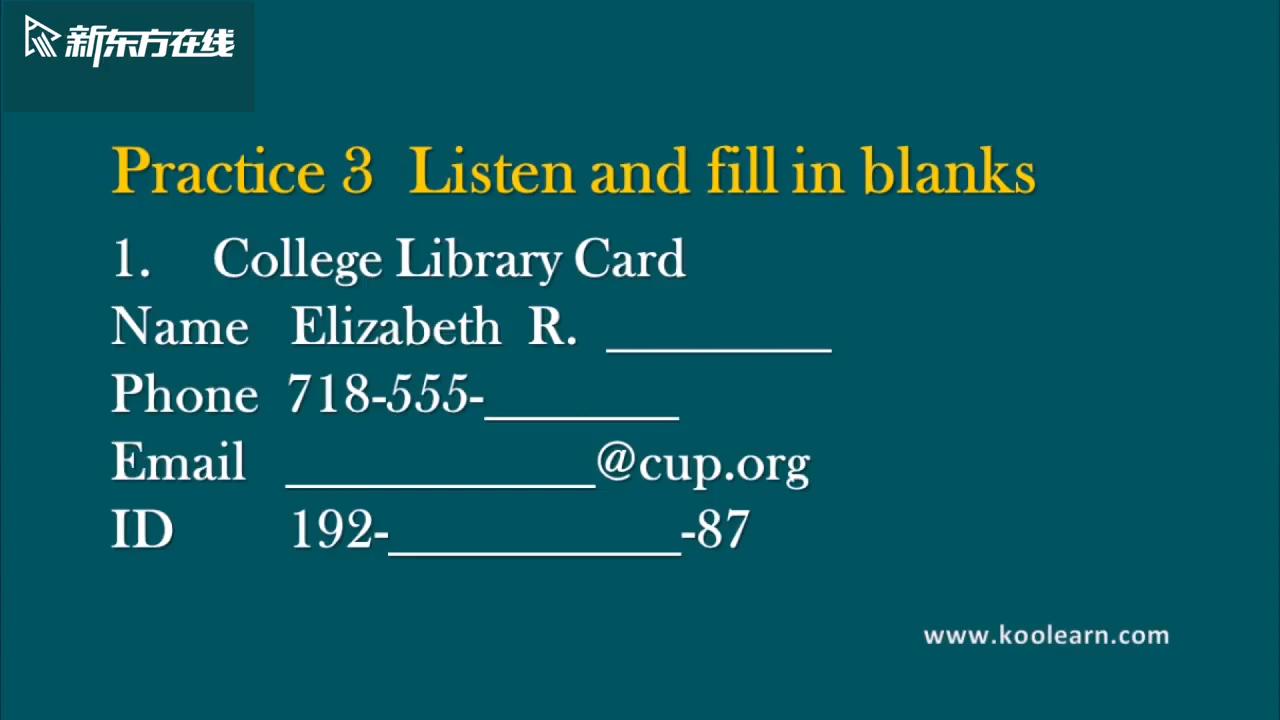 新东方在线
Practice 3 Listen and fill in blanks
1. College Library Card
Name Elizabeth R. _________
Phone 718-555-________
Email ____________@cup.org
ID 192-____________-87
www.koolearn.com